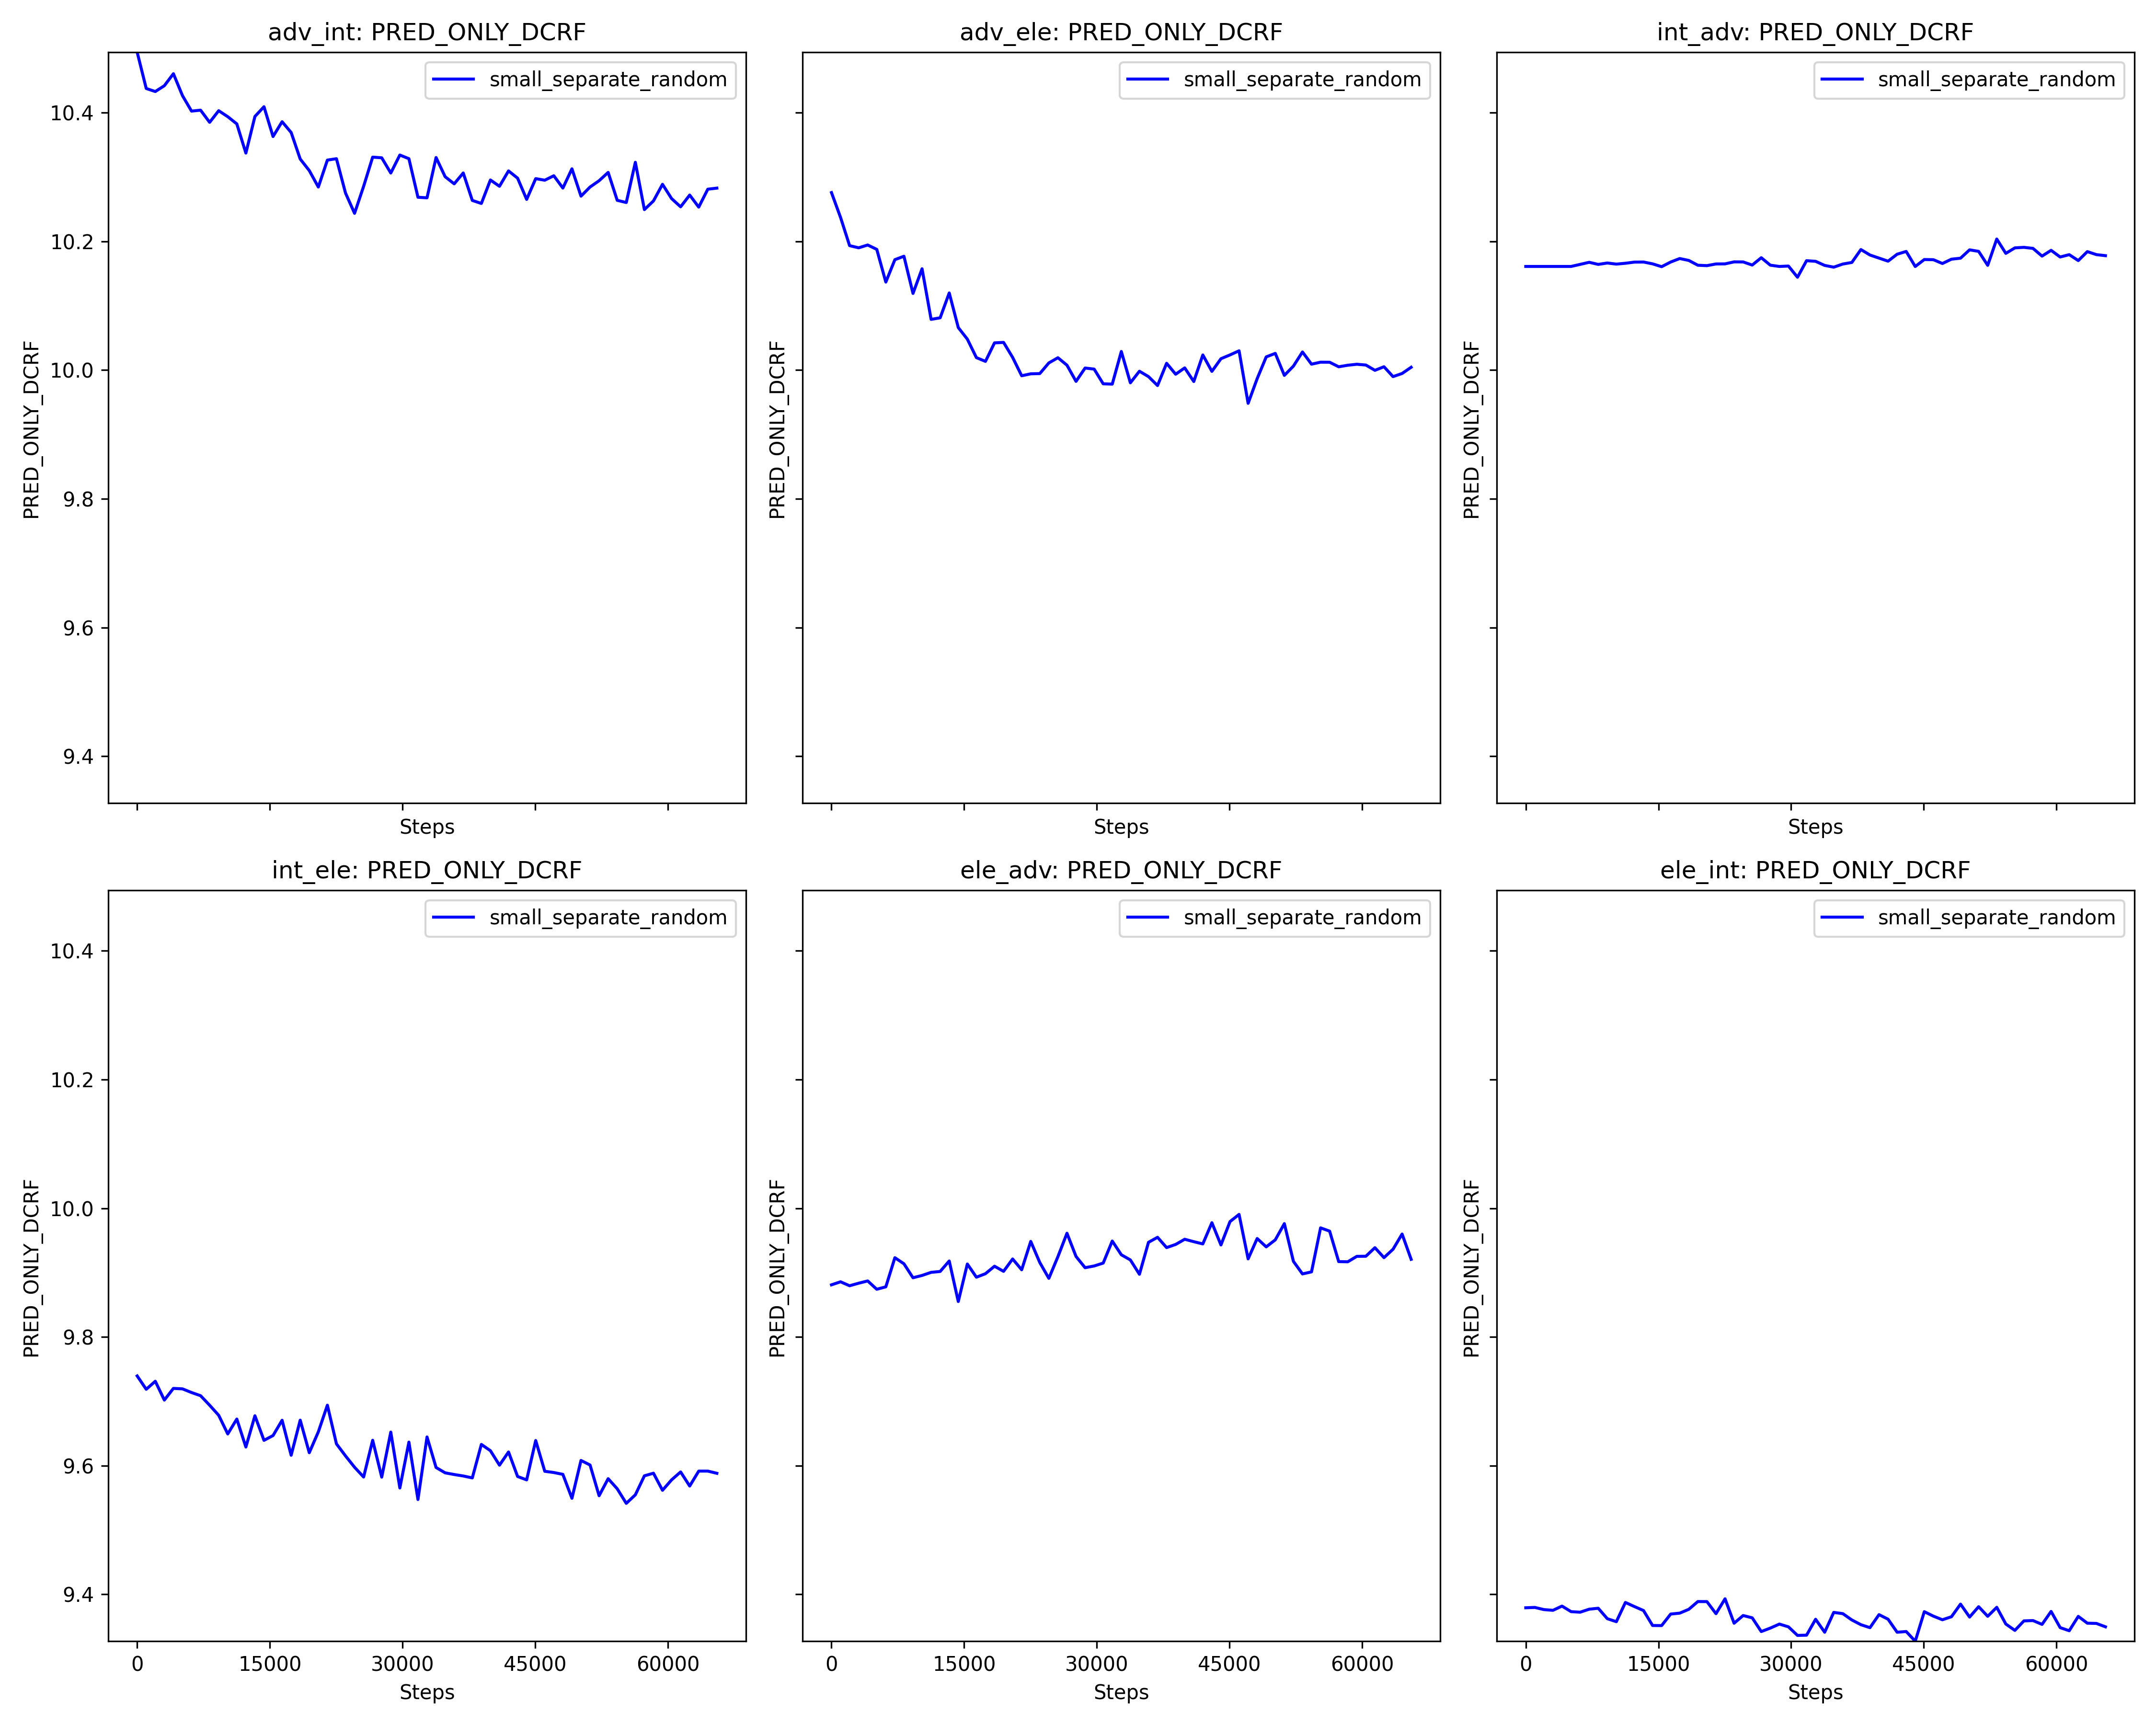 adv_int: PRED_ONLY_DCRF
small_separate_random
10.4
10.2
10.0
9.8
9.6
9.4
PRED_ONLY_DCRF
Steps
adv_ele: PRED_ONLY_DCRF
small_separate_random
PRED_ONLY_DCRF
Steps
int_adv: PRED_ONLY_DCRF
small_separate_random
PRED_ONLY_DCRF
Steps
int_ele: PRED_ONLY_DCRF
small_separate_random
10.4
10.2
10.0
9.8
9.6
9.4
PRED_ONLY_DCRF
0 15000 30000 45000 60000
Steps
ele_adv: PRED_ONLY_DCRF
small_separate_random
PRED_ONLY_DCRF
0 15000 30000 45000 60000
Steps
ele_int: PRED_ONLY_DCRF
small_separate_random
PRED_ONLY_DCRF
0 15000 30000 45000 60000
Steps